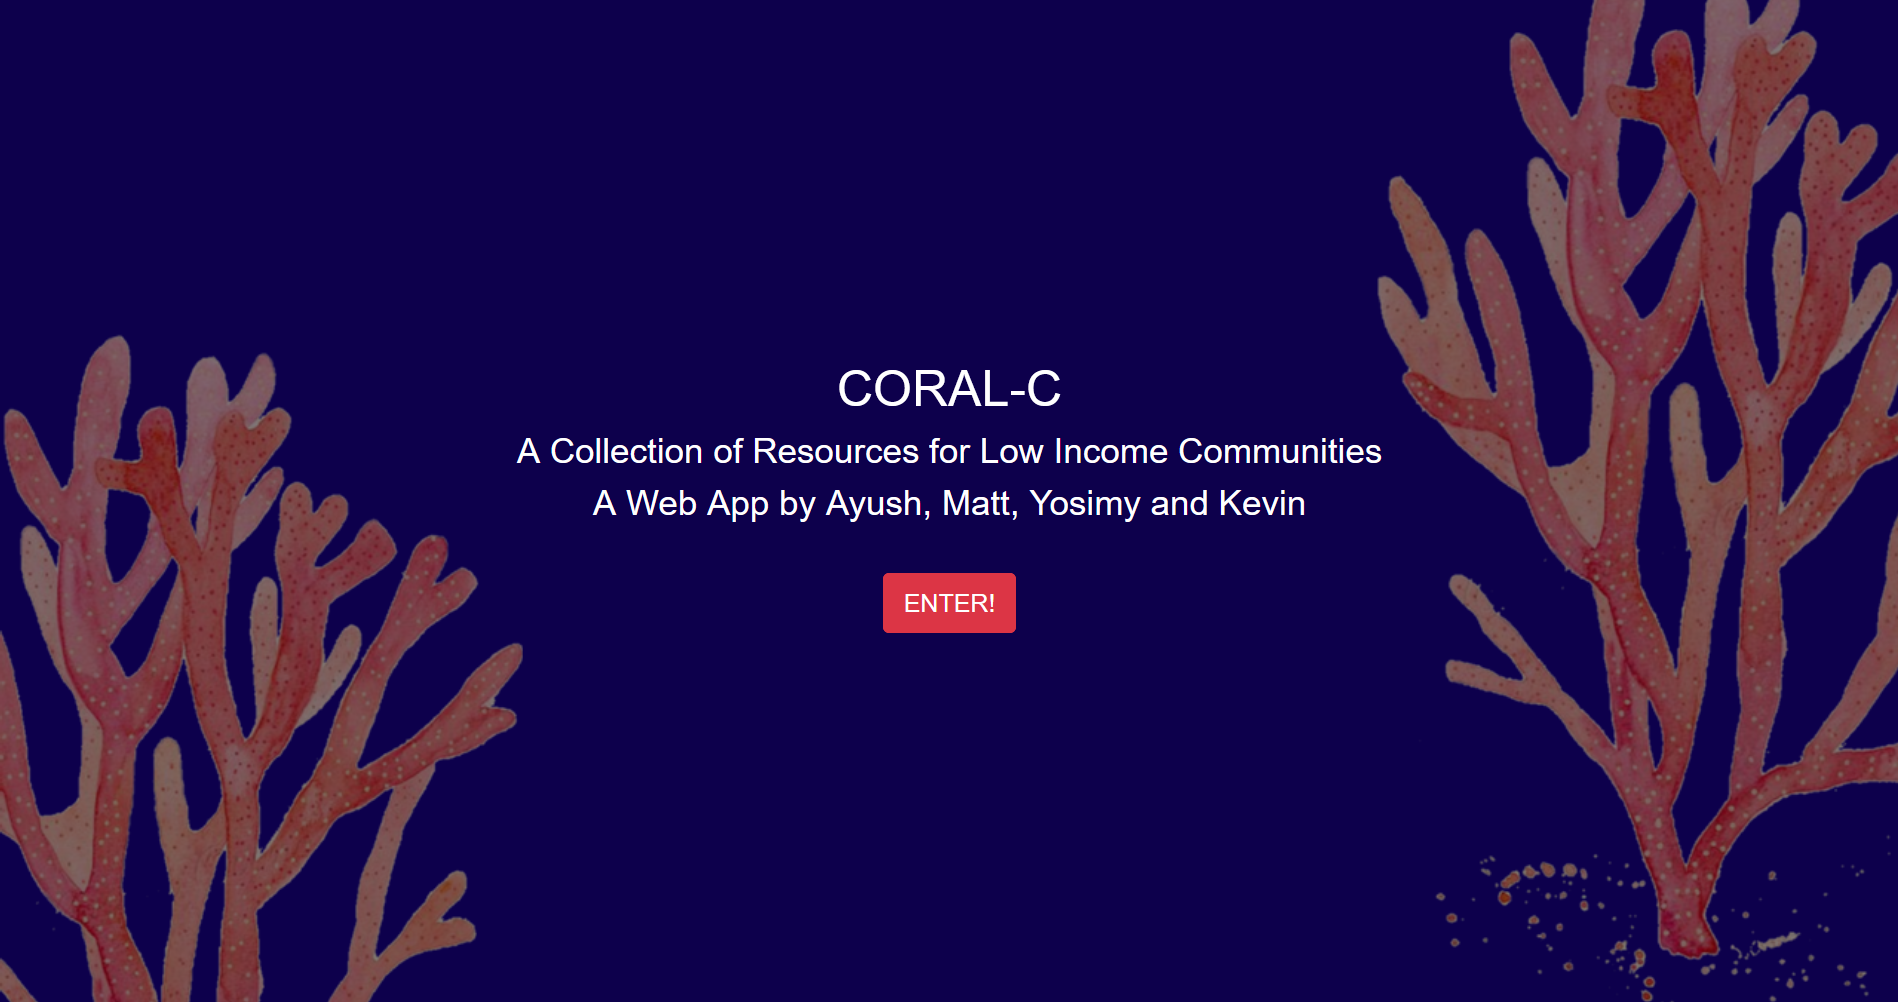 CORAL-C
A Collection of Resources for Low Income Communities
A Web App by Ayush, Matt, Yosimy and Kevin
ENTER!